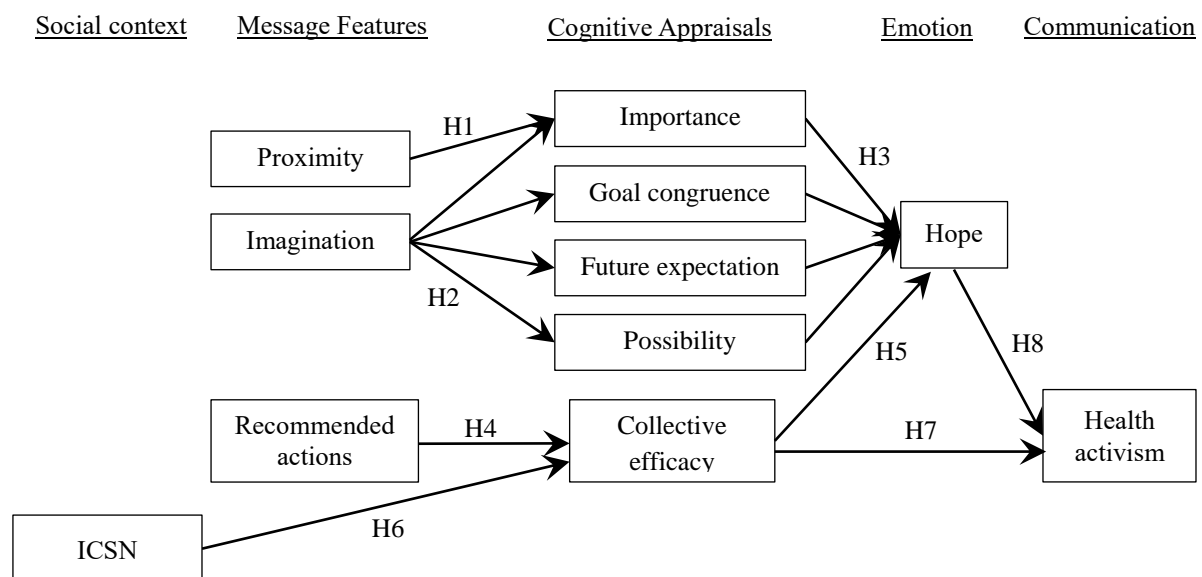 Social context Message Features Cognitive Appraisals Emotion Communication
Importance
H1
H3
Proximity
Goal congruence
Imagination
Hope
Future expectation
H2
Possibility
H5
H8
Recommended
actions
H4
Collective
efficacy
H7
Health
activism
H6
ICSN